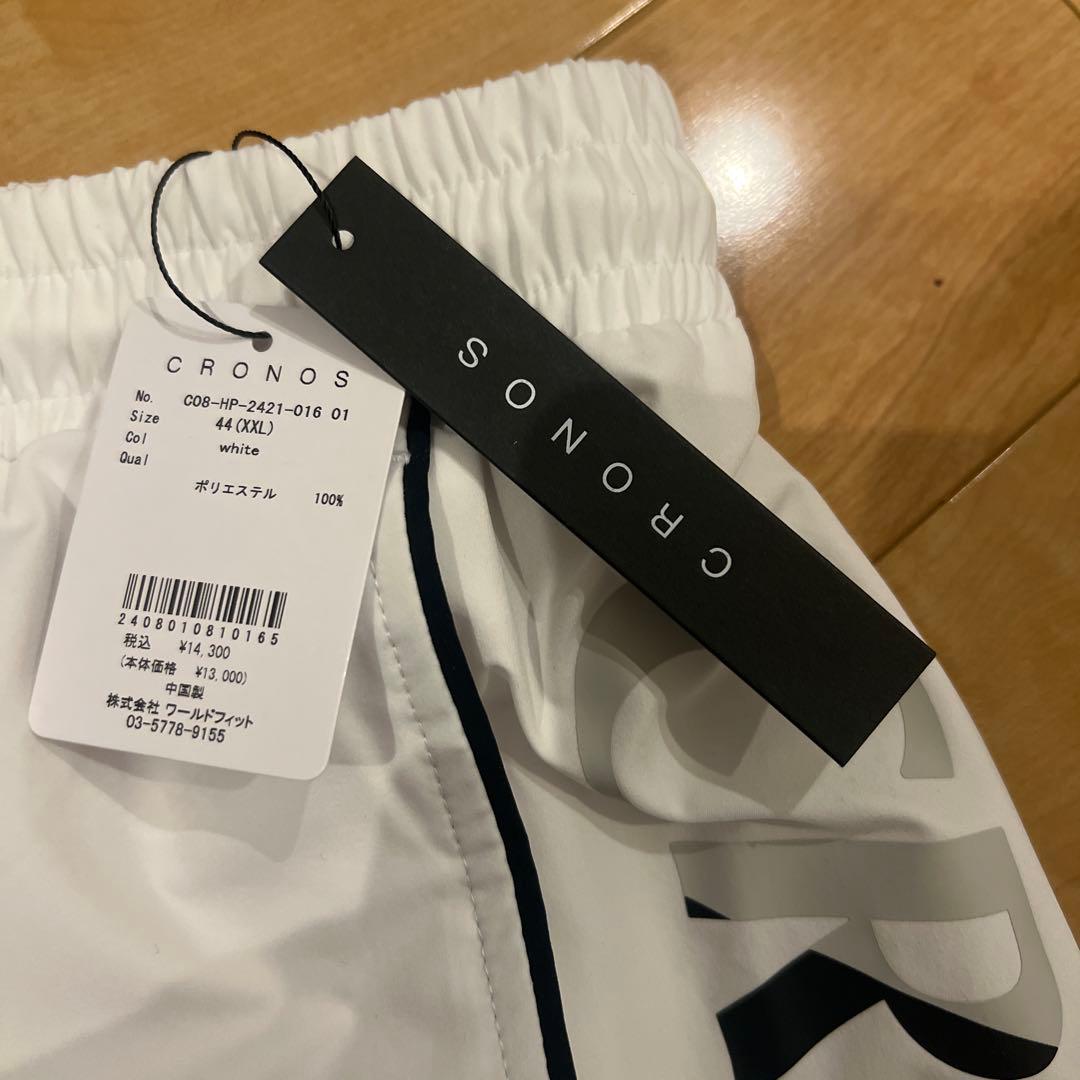 CRONOS
No. C08-HP-2421-016 01
Size 44(XXL)
Col white
Qual
ポリエステル 100%
2408010810165
税込 ¥14,300
(本体価格 ¥13,000)
中国製
株式会社 ワールドフィット
03-5778-9155
CRONOS
C
R